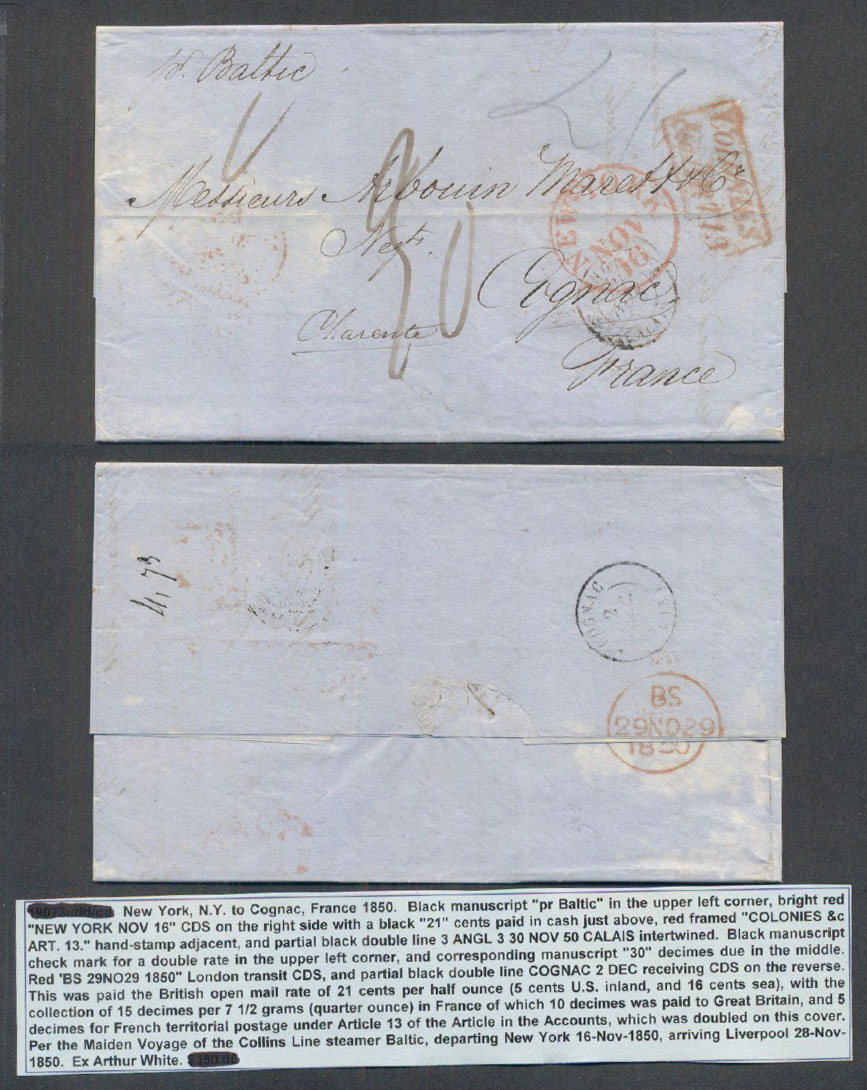 pr. Baltic
21
COLONIES
&c ART. 13
Messieurs Arbouin Marett & Co
NEW YORK
NOV
16
Negts.
30
Cognac
Charente
France
4,73
COGNAC
2
BS
29NO29
1850
New York, N.Y. to Cognac, France 1850. Black manuscript "pr Baltic" in the upper left corner, bright red
"NEW YORK NOV 16" CDS on the right side with a black "21" cents paid in cash just above, red framed "COLONIES &c
ART. 13." hand-stamp adjacent, and partial black double line 3 ANGL 3 30 NOV 50 CALAIS intertwined. Black manuscript
check mark for a double rate in the upper left corner, and corresponding manuscript "30" decimes due in the middle.
Red 'BS 29NO29 1850" London transit CDS, and partial black double line COGNAC 2 DEC receiving CDS on the reverse.
This was paid the British open mail rate of 21 cents per half ounce (5 cents U.S. inland, and 16 cents sea), with the
collection of 15 decimes per 7 1/2 grams (quarter ounce) in France of which 10 decimes was paid to Great Britain, and 5
decimes for French territorial postage under Article 13 of the Article in the Accounts, which was doubled on this cover.
Per the Maiden Voyage of the Collins Line steamer Baltic, departing New York 16-Nov-1850, arriving Liverpool 28-Nov-
1850. Ex Arthur White.